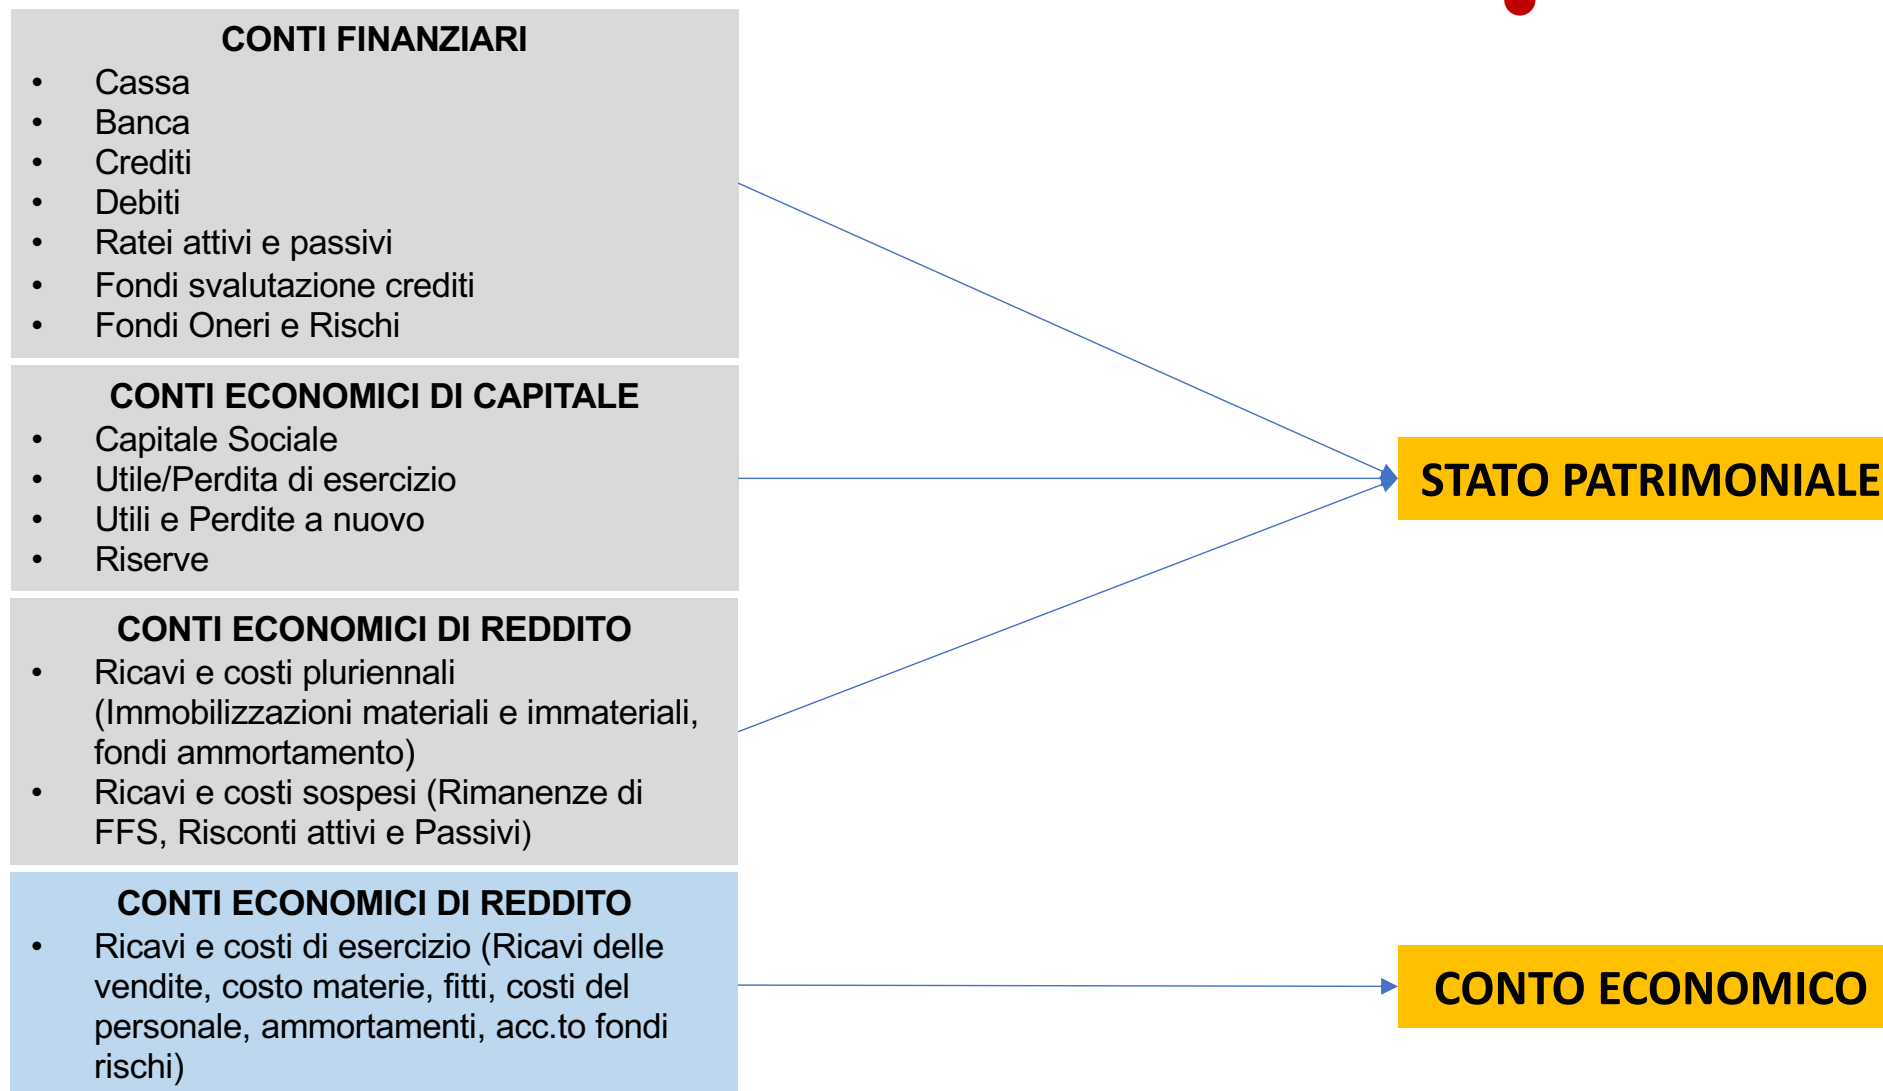 CONTI FINANZIARI
• Cassa
• Banca
• Crediti
• Debiti
• Ratei attivi e passivi
• Fondi svalutazione crediti
• Fondi Oneri e Rischi
CONTI ECONOMICI DI CAPITALE
• Capitale Sociale
• Utile/Perdita di esercizio
• Utili e Perdite a nuovo
• Riserve
CONTI ECONOMICI DI REDDITO
• Ricavi e costi pluriennali
(Immobilizzazioni materiali e immateriali,
fondi ammortamento)
• Ricavi e costi sospesi (Rimanenze di
FFS, Risconti attivi e Passivi)
CONTI ECONOMICI DI REDDITO
• Ricavi e costi di esercizio (Ricavi delle
vendite, costo materie, fitti, costi del
personale, ammortamenti, acc.to fondi
rischi)
STATO PATRIMONIALE
CONTO ECONOMICO